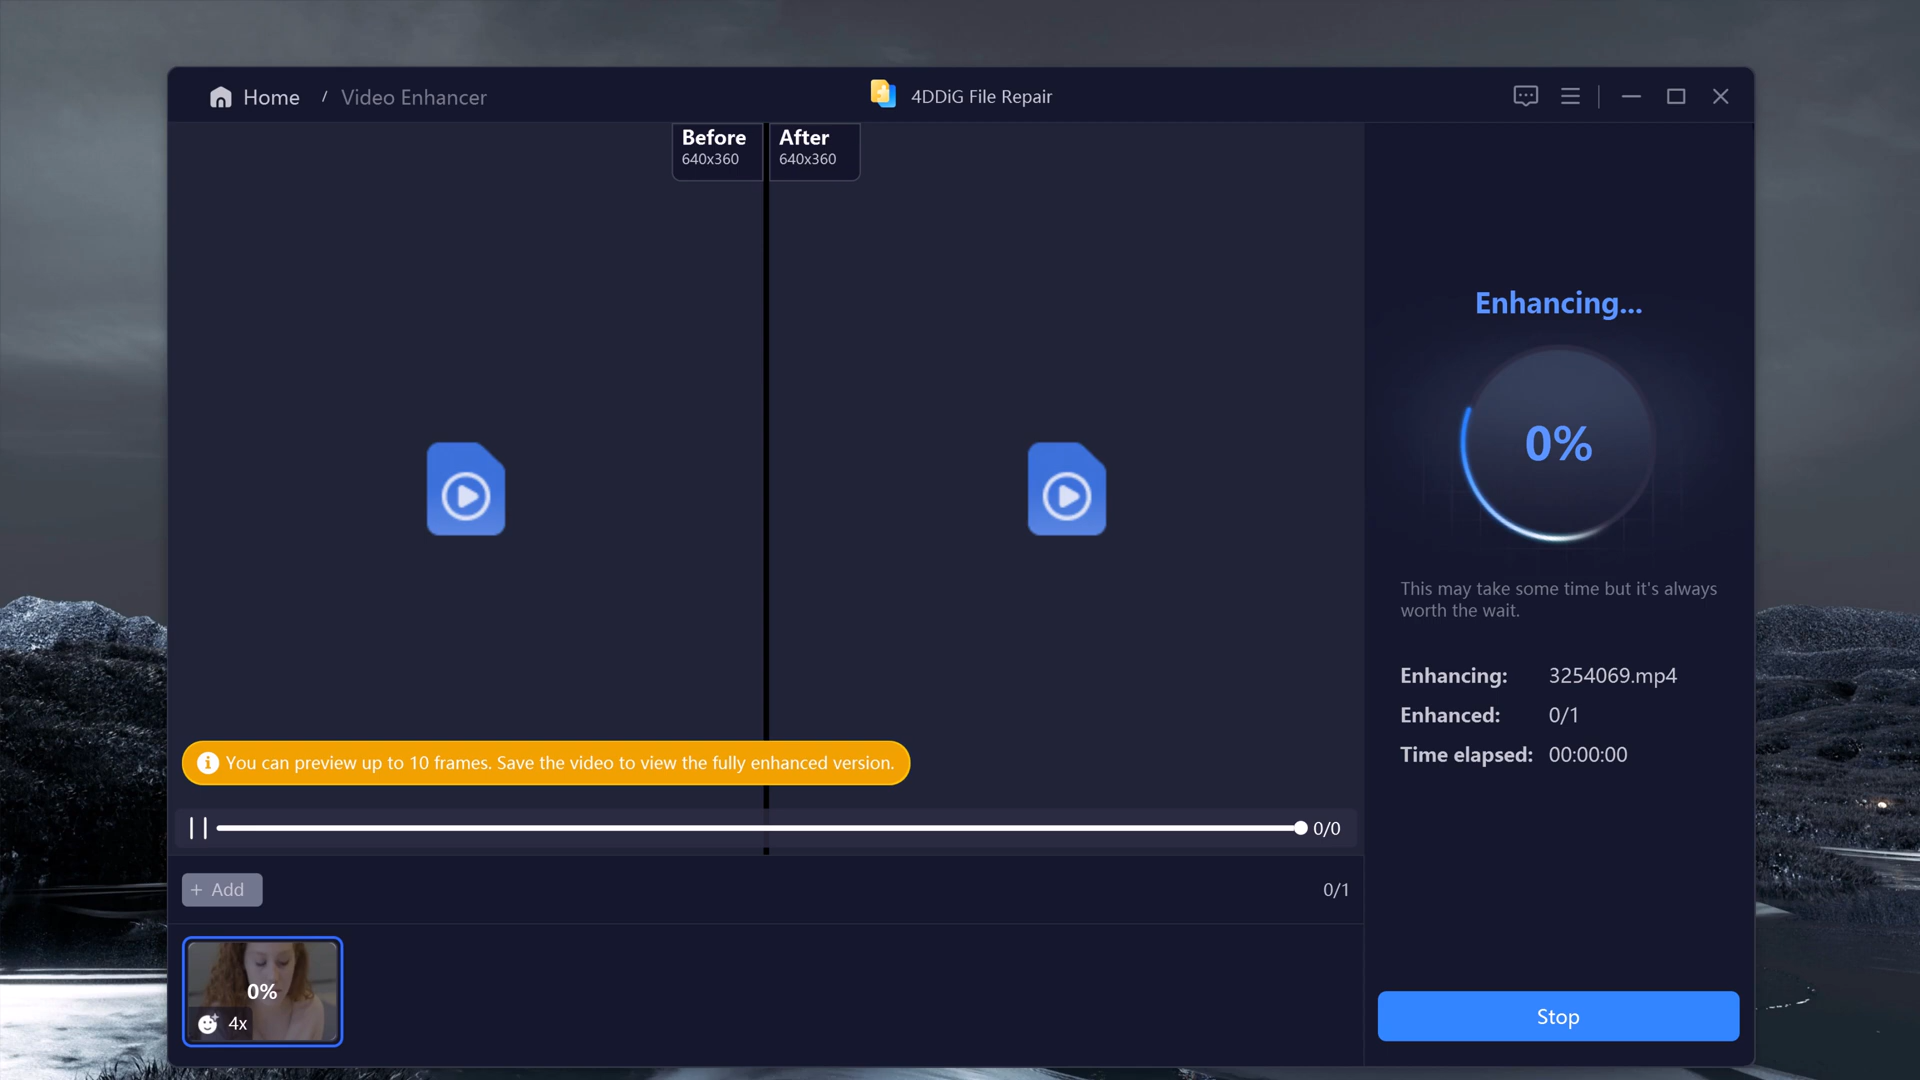 Home / Video Enhancer
4DDiG File Repair
Before
640x360
After
640x360
Enhancing...
0%
This may take some time but it's always
worth the wait.
Enhancing: 3254069.mp4
Enhanced: 0/1
Time elapsed: 00:00:00
You can preview up to 10 frames. Save the video to view the fully enhanced version.
0/0
+ Add
0/1
0%
4x
Stop